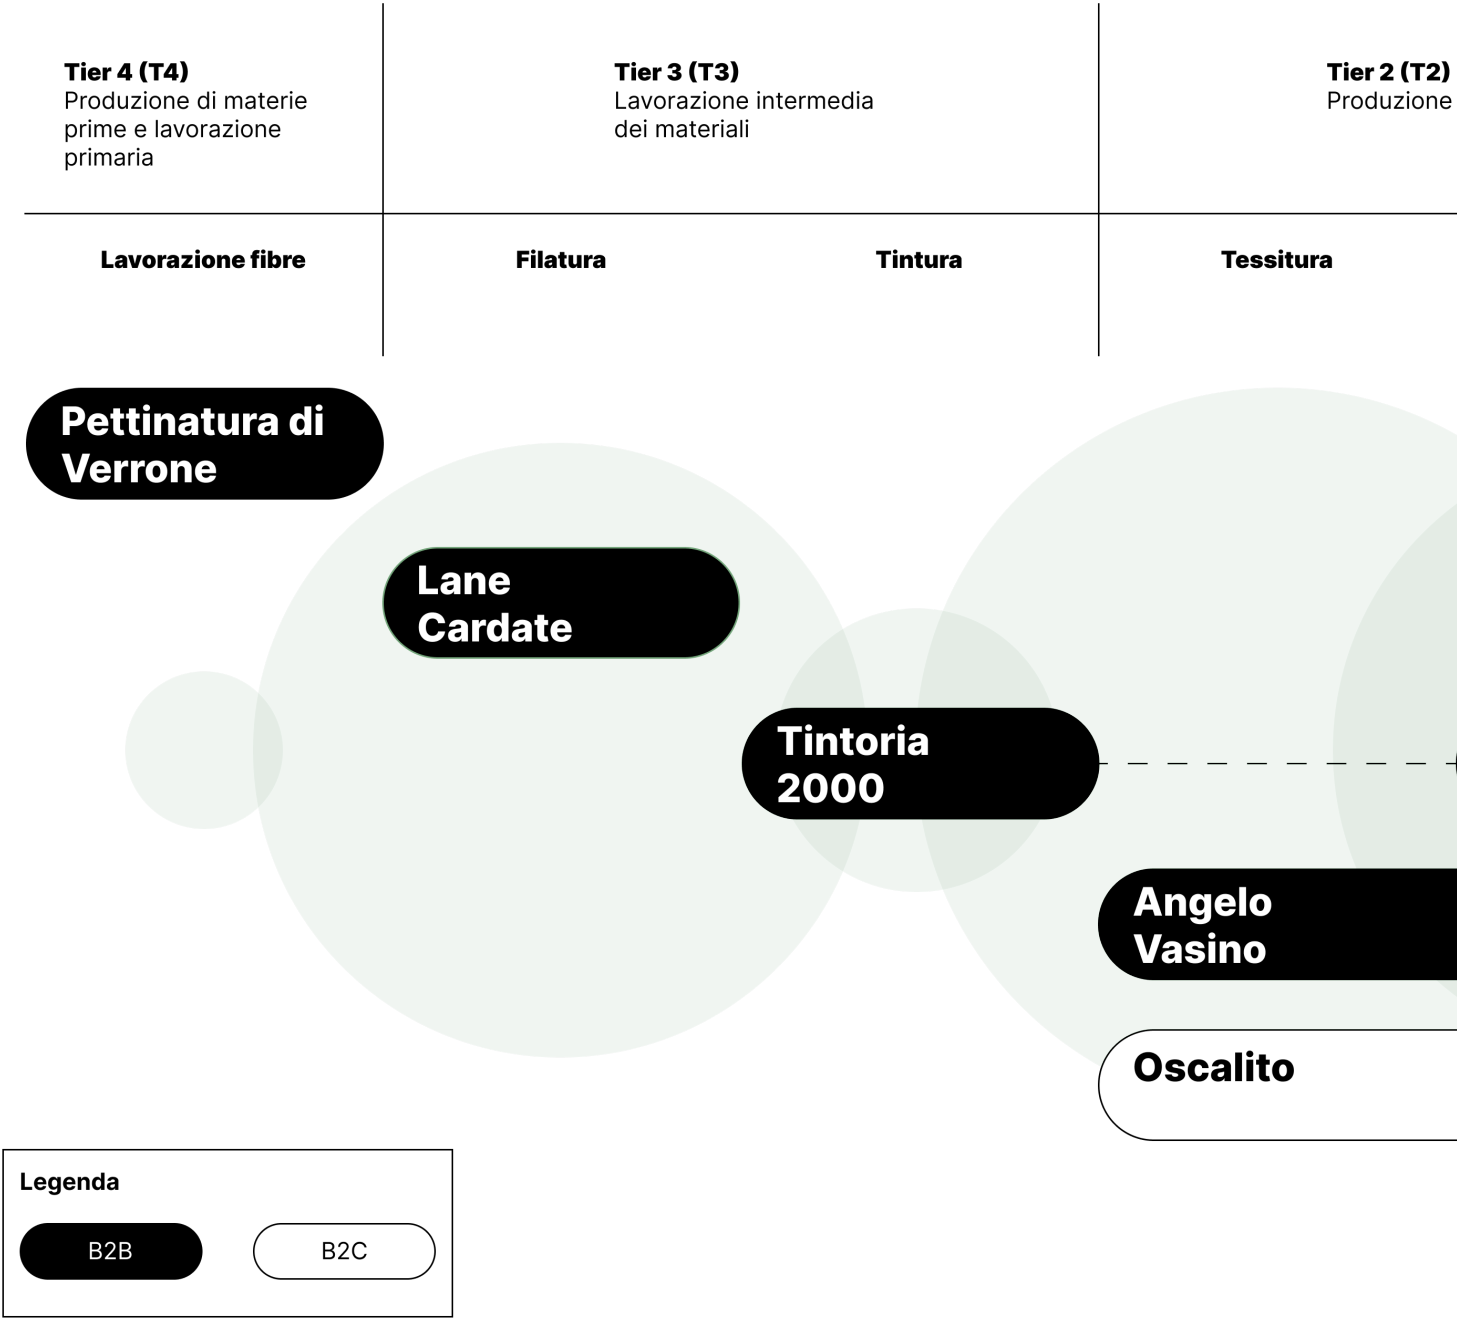 Tier 4 (T4)
Produzione di materie
prime e lavorazione
primaria
Tier 3 (T3)
Lavorazione intermedia
dei materiali
Tier 2 (T2)
Produzione
Lavorazione fibre
Filatura
Tintura
Tessitura
Pettinatura di
Verrone
Lane
Cardate
Tintoria
2000
Angelo
Vasino
Oscalito
Legenda
B2B
B2C